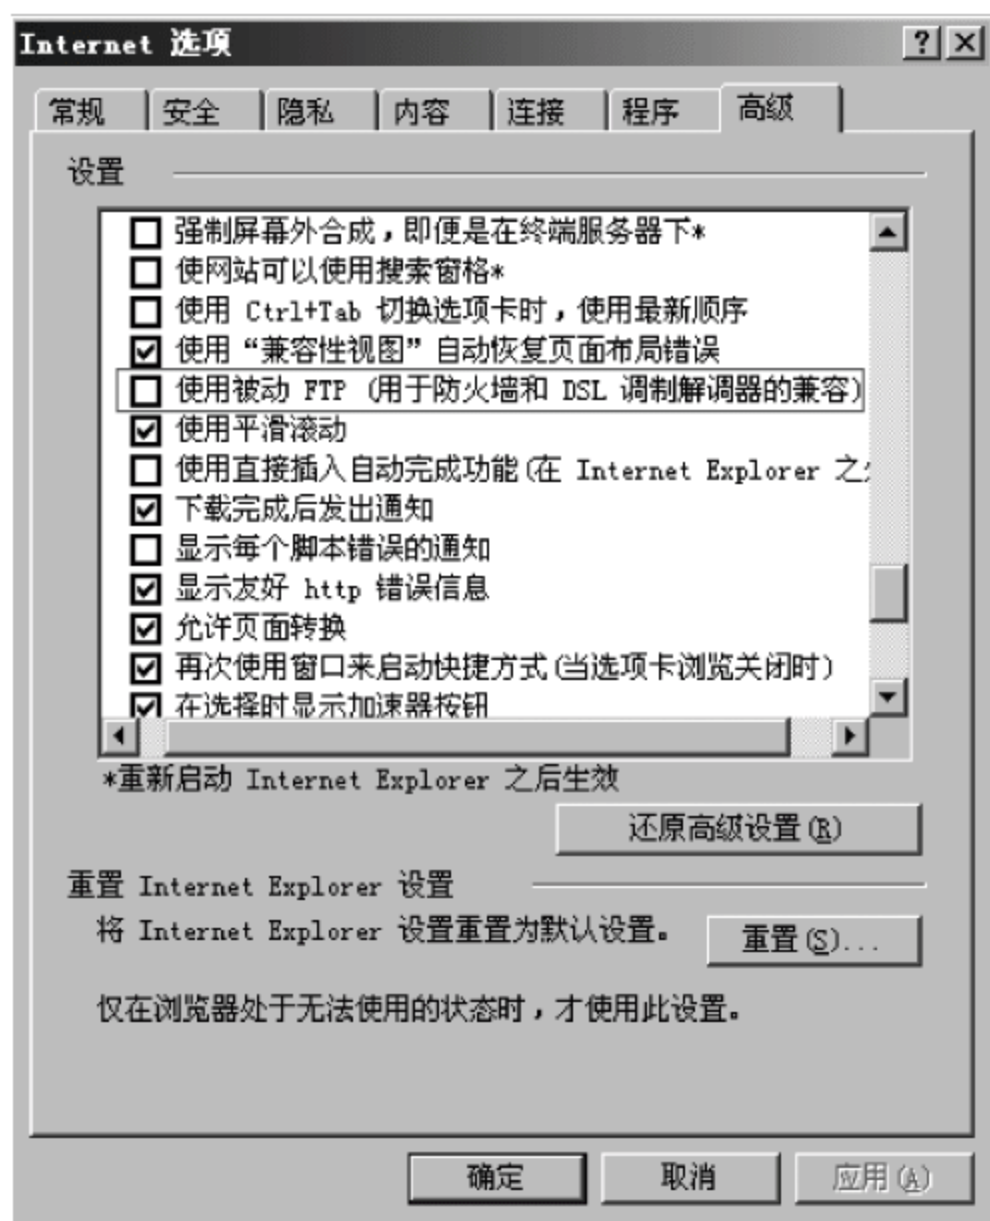 Internet 选项
常规 安全 隐私 内容 连接 程序 高级
设置
强制屏幕外合成，即便是在终端服务器下*
使网站可以使用搜索窗格*
使用 Ctrl+Tab 切换选项卡时，使用最新顺序
使用“兼容性视图”自动恢复页面布局错误
使用被动 FTP (用于防火墙和 DSL 调制解调器的兼容)
使用平滑滚动
使用直接插入自动完成功能(在 Internet Explorer 之
下载完成后发出通知
显示每个脚本错误的通知
显示友好 http 错误信息
允许页面转换
再次使用窗口来启动快捷方式(当选项卡浏览关闭时)
在选择时显示加速器按钮
*重新启动 Internet Explorer 之后生效
还原高级设置(R)
重置 Internet Explorer 设置
将 Internet Explorer 设置重置为默认设置。
重置(S)...
仅在浏览器处于无法使用的状态时，才使用此设置。
确定 取消 应用(A)